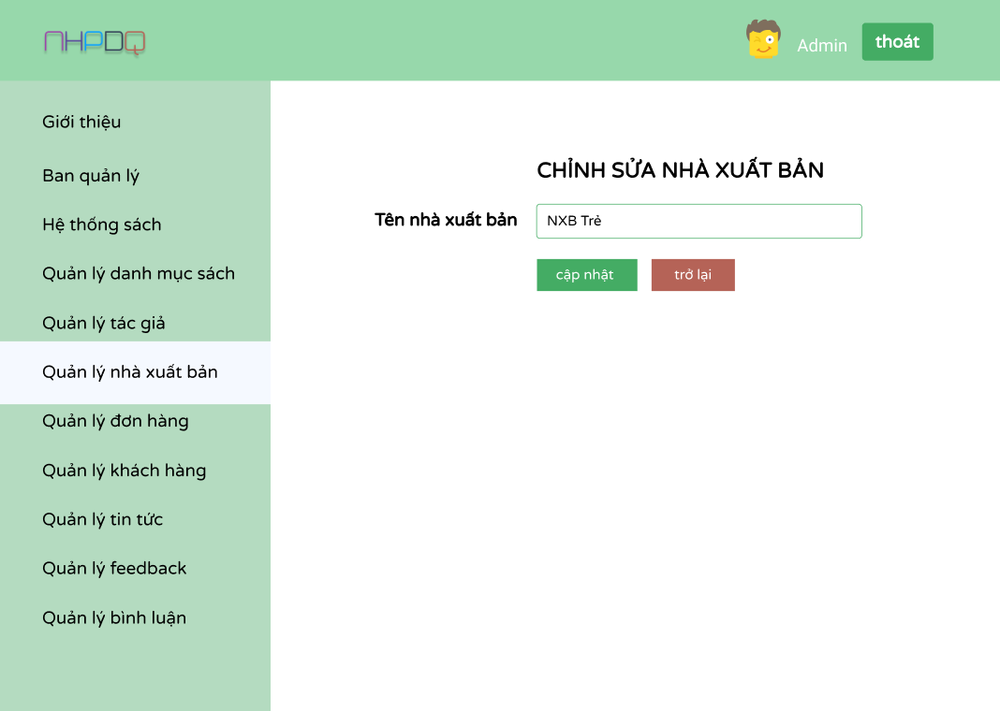 NHPDQ
Admin
thoát
Giới thiệu
Ban quản lý
Hệ thống sách
Quản lý danh mục sách
Quản lý tác giả
Quản lý nhà xuất bản
Quản lý đơn hàng
Quản lý khách hàng
Quản lý tin tức
Quản lý feedback
Quản lý bình luận
CHỈNH SỬA NHÀ XUẤT BẢN
Tên nhà xuất bản
NXB Trẻ
cập nhật
trở lại